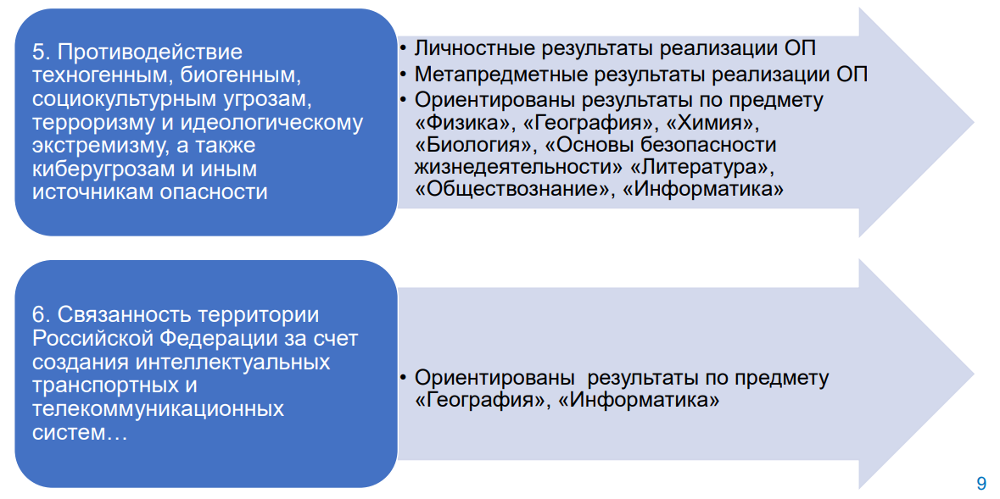 5. Противодействие
техногенным, биогенным,
социокультурным угрозам,
терроризму и идеологическому
экстремизму, а также
киберугрозам и иным
источникам опасности
• Личностные результаты реализации ОП
• Метапредметные результаты реализации ОП
• Ориентированы результаты по предмету
«Физика», «География», «Химия»,
«Биология», «Основы безопасности
жизнедеятельности» «Литература»,
«Обществознание», «Информатика»
6. Связанность территории
Российской Федерации за счет
создания интеллектуальных
транспортных и
телекоммуникационных
систем…
• Ориентированы  результаты по предмету
«География», «Информатика»
9